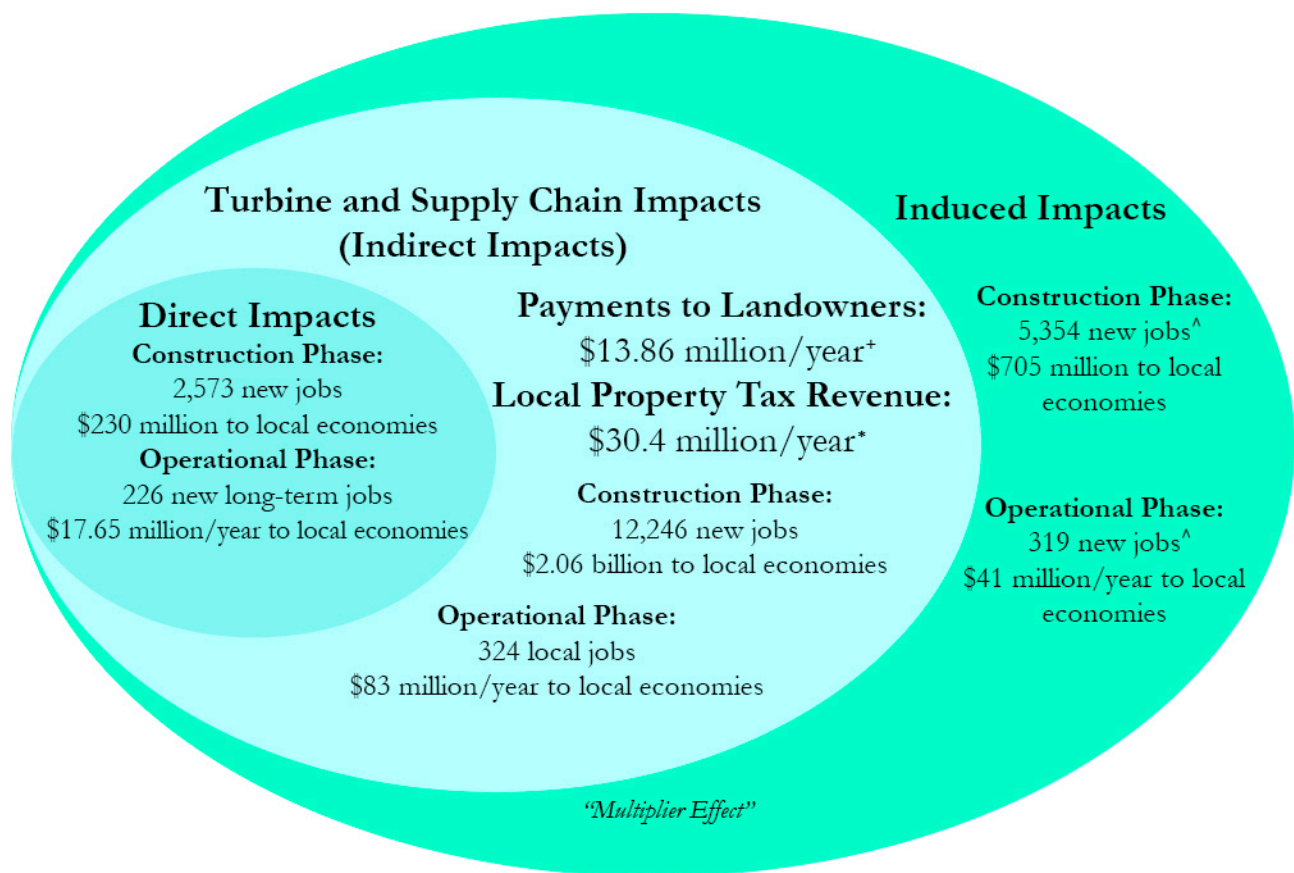 Turbine and Supply Chain Impacts
(Indirect Impacts)
Direct Impacts
Construction Phase:
2,573 new jobs
$230 million to local economies
Operational Phase:
226 new long-term jobs
$17.65 million/year to local economies
Payments to Landowners:
$13.86 million/year⁺
Local Property Tax Revenue:
$30.4 million/year*
Construction Phase:
12,246 new jobs
$2.06 billion to local economies
Operational Phase:
324 local jobs
$83 million/year to local economies
Induced Impacts
Construction Phase:
5,354 new jobs^
$705 million to local
economies
Operational Phase:
319 new jobs^
$41 million/year to local
economies
“Multiplier Effect”